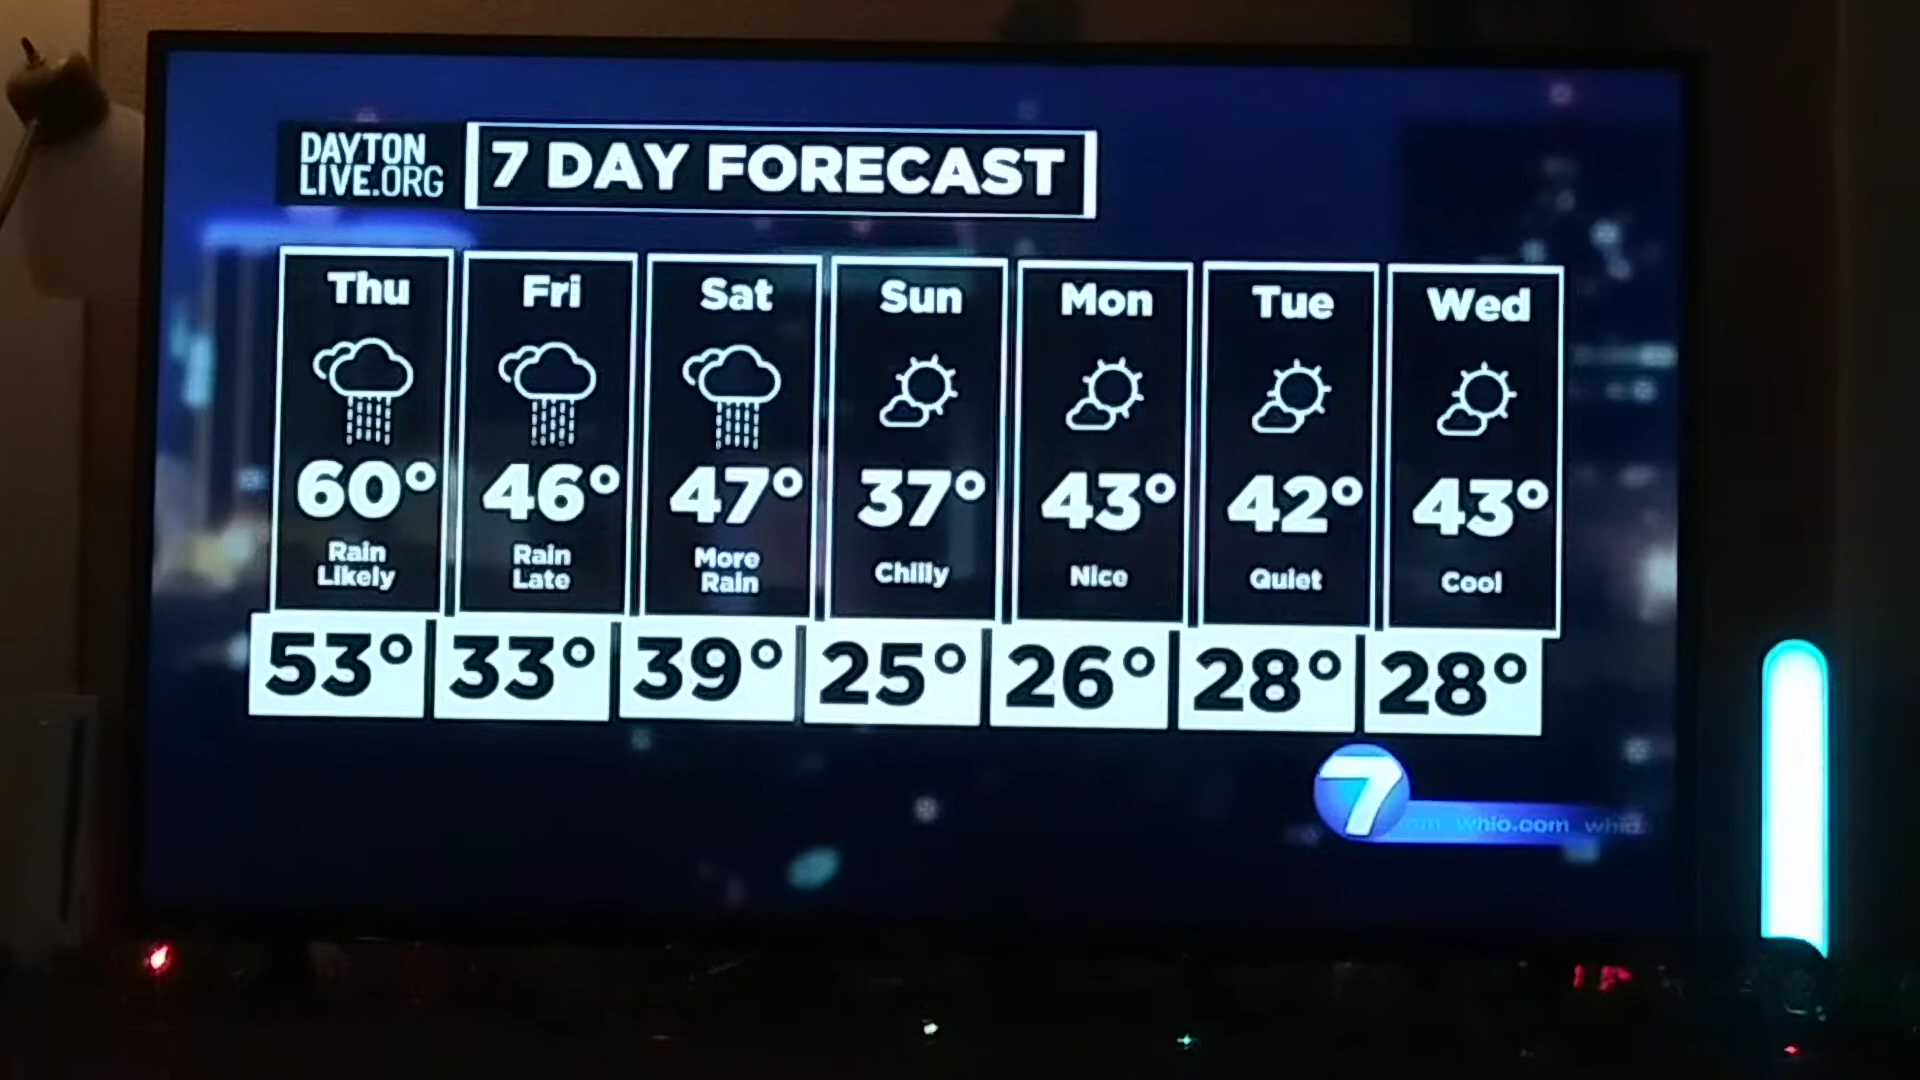 DAYTON
LIVE.ORG
7 DAY FORECAST
Thu
60°
Rain
Likely
53°
Fri
46°
Rain
Late
33°
Sat
47°
More
Rain
39°
Sun
37°
Chilly
25°
Mon
43°
Nice
26°
Tue
42°
Quiet
28°
Wed
43°
Cool
28°
7
whio.com